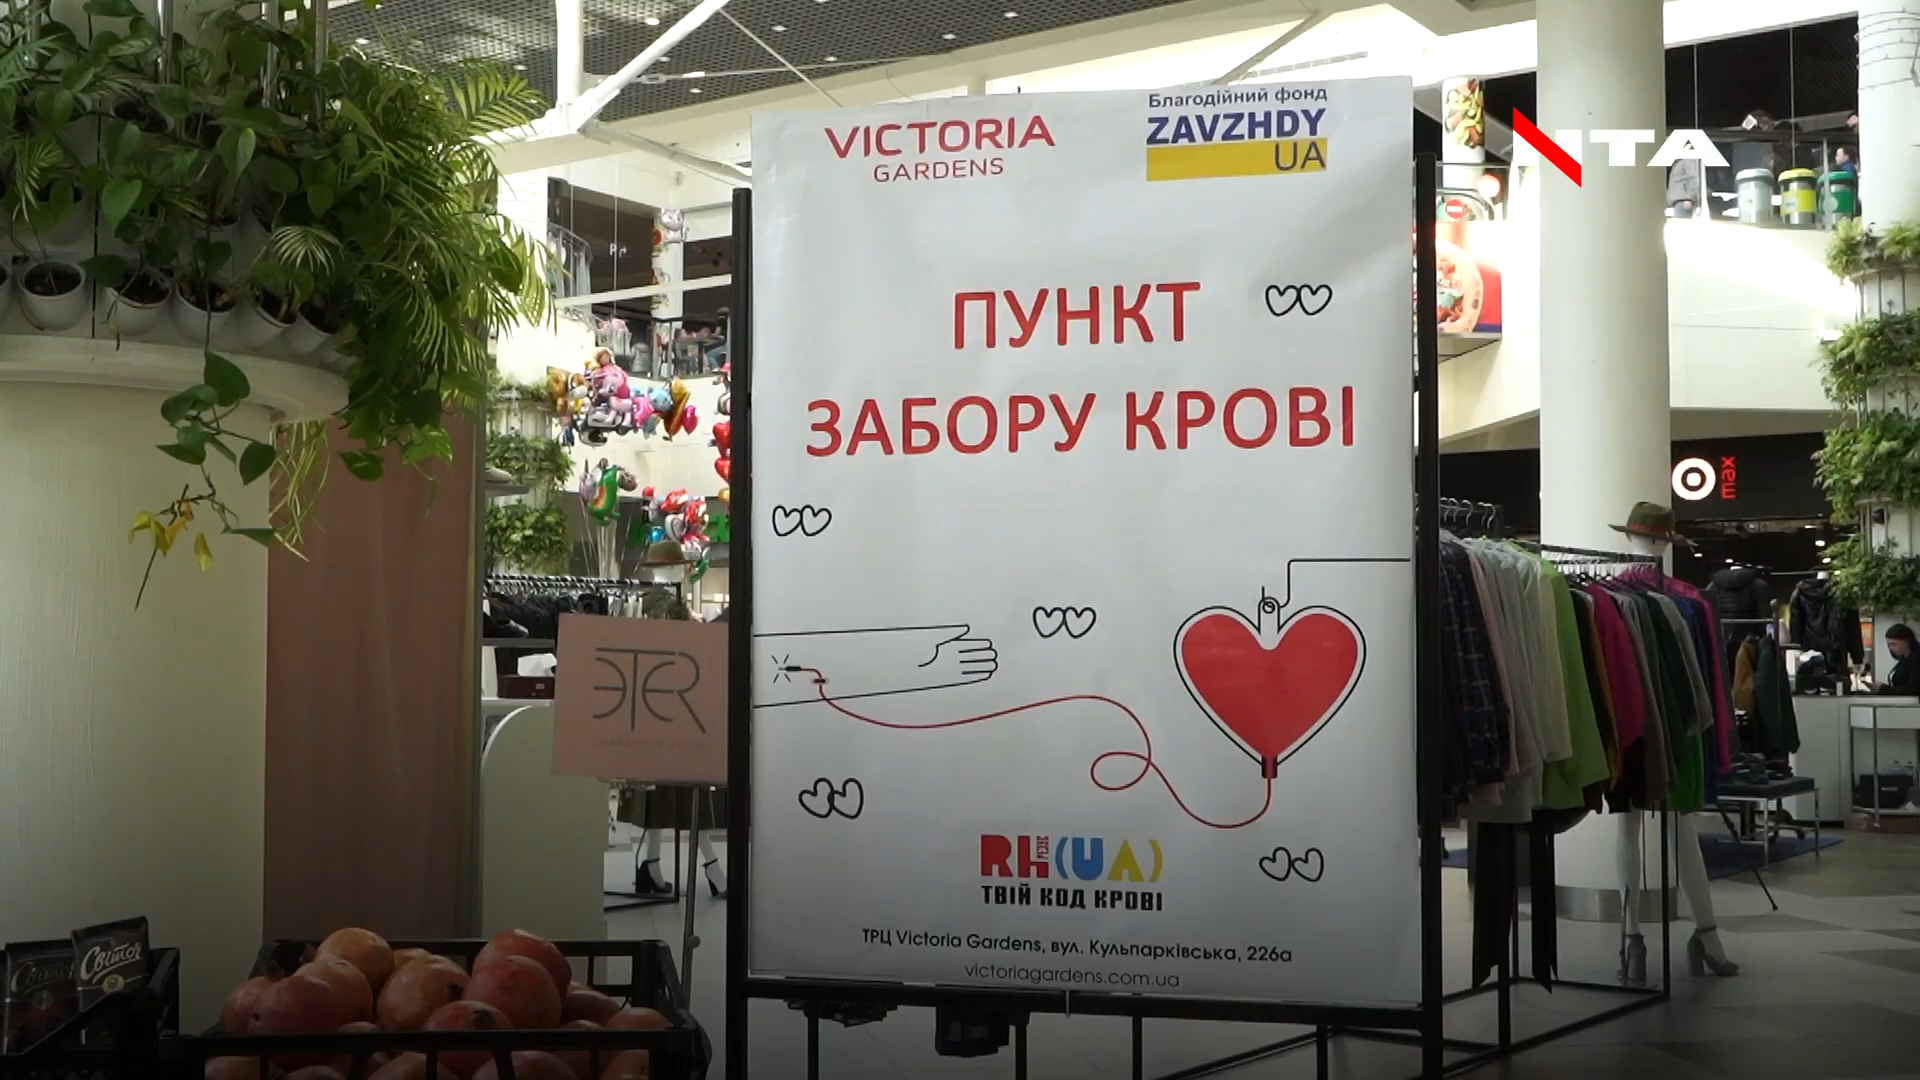 VICTORIA
GARDENS
Благодійний фонд
ZAVZHDY
UA
NTA
ПУНКТ
ЗАБОРУ КРОВІ
max
ЕТЕR
RH(UA)
ТВІЙ КОД КРОВІ
ТРЦ Victoria Gardens, вул. Кульпарківська, 226а
victoriagardens.com.ua
Світоч
Світоч